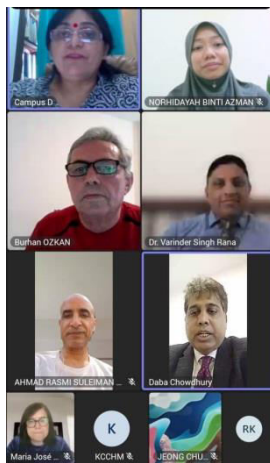 Campus D
NORHIDAYAH BINTI AZMAN
Burhan OZKAN
Dr. Varinder Singh Rana
AHMAD RASMI SULEIMAN ...
Daba Chowdhury
Maria José ...
K
KCCHM
JEONG CHU...
RK